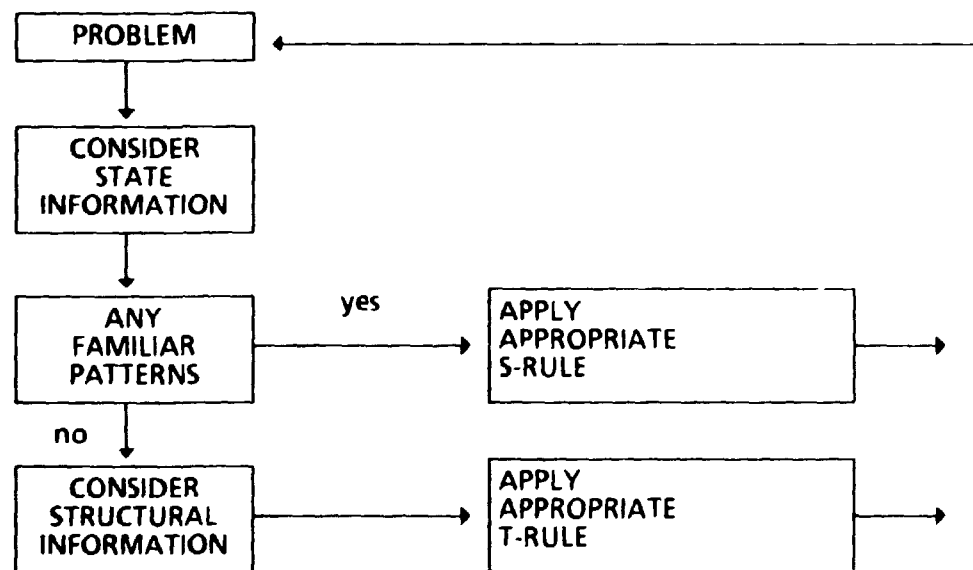 PROBLEM
CONSIDER
STATE
INFORMATION
ANY
FAMILIAR
PATTERNS
yes
APPLY
APPROPRIATE
S-RULE
no
CONSIDER
STRUCTURAL
INFORMATION
APPLY
APPROPRIATE
T-RULE